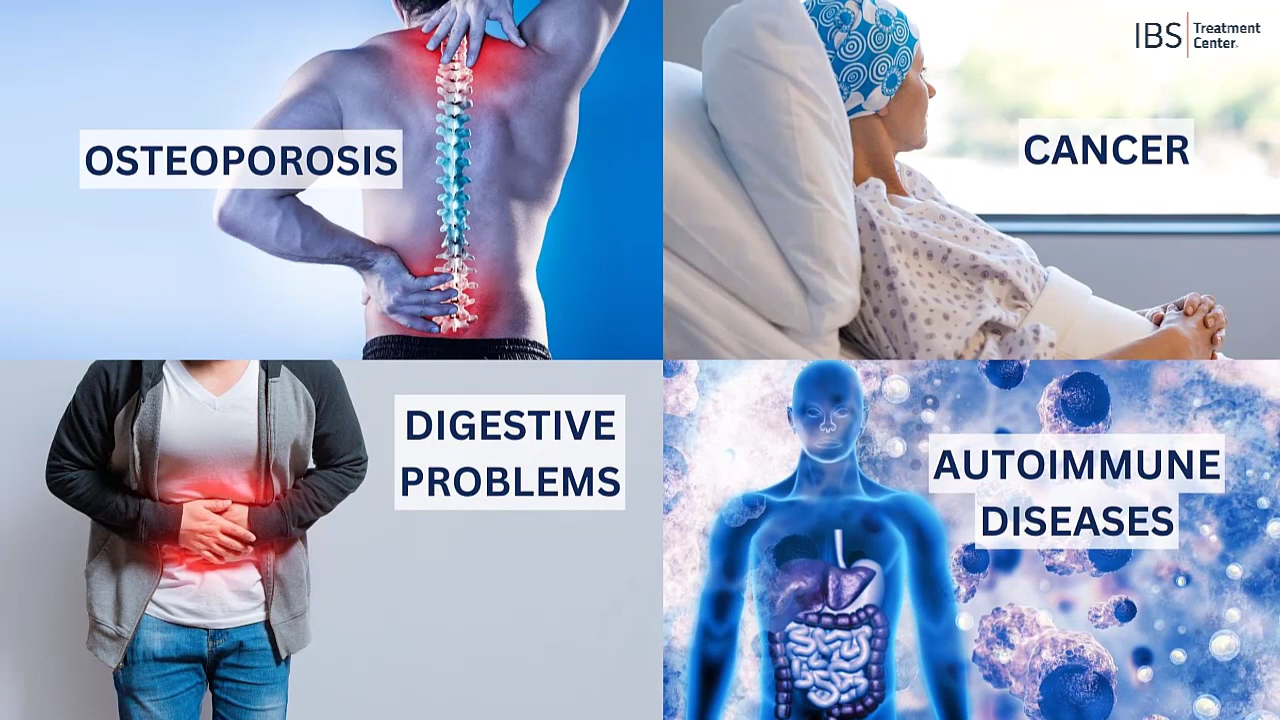 OSTEOPOROSIS
IBS Treatment
Center
CANCER
DIGESTIVE
PROBLEMS
AUTOIMMUNE
DISEASES